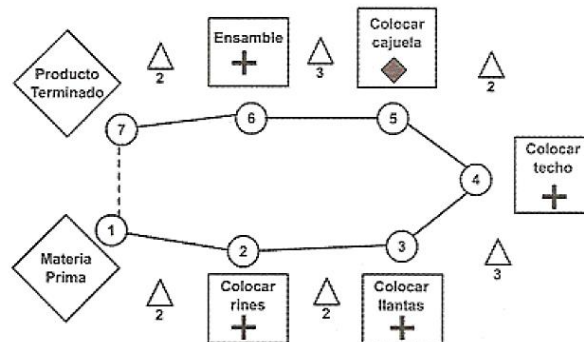 Ensamble
Colocar
cajuela
Producto
Terminado
2
3
2
7
6
5
Colocar
techo
4
1
2
3
Materia
Prima
2
Colocar
rines
2
Colocar
llantas
3